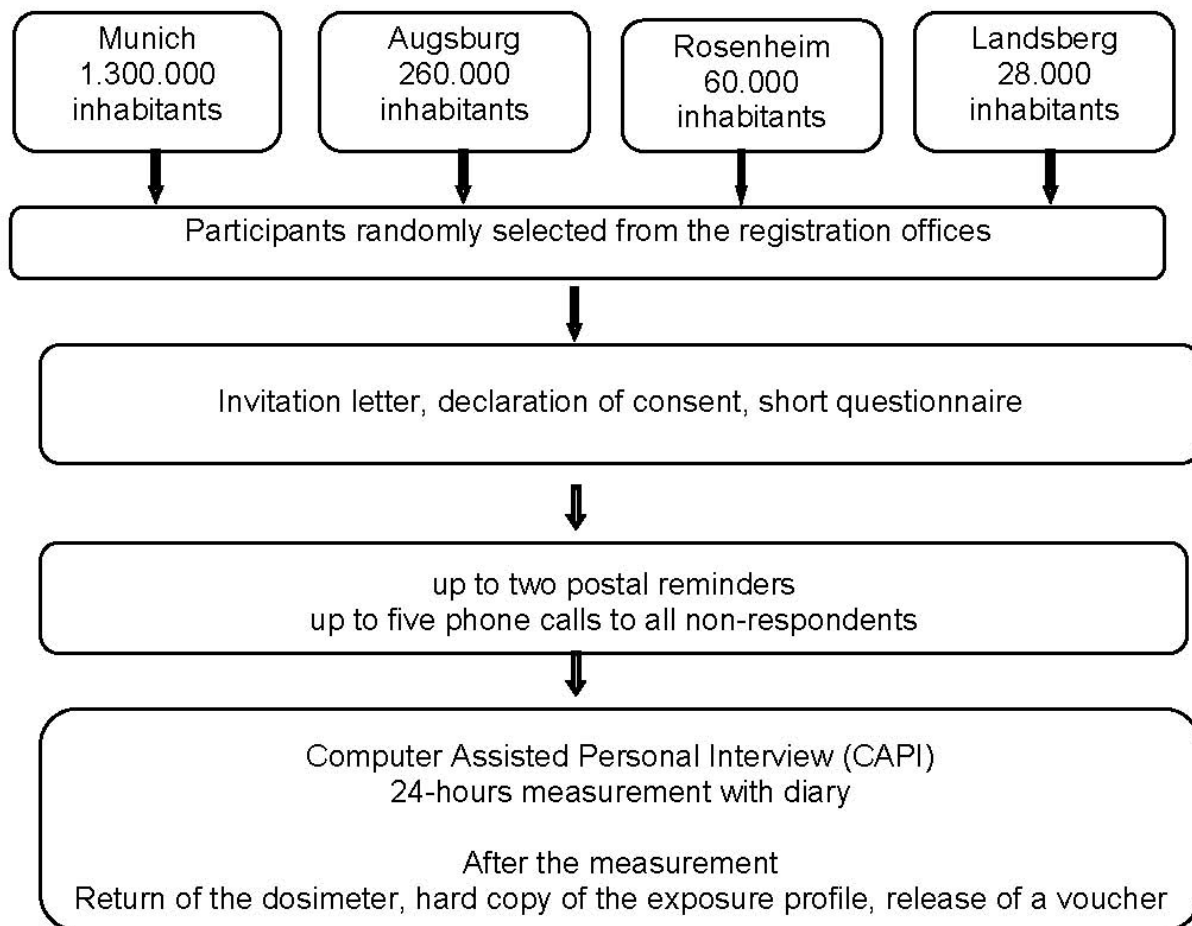 Munich
1.300.000
inhabitants
Augsburg
260.000
inhabitants
Rosenheim
60.000
inhabitants
Landsberg
28.000
inhabitants
Participants randomly selected from the registration offices
Invitation letter, declaration of consent, short questionnaire
up to two postal reminders
up to five phone calls to all non-respondents
Computer Assisted Personal Interview (CAPI)
24-hours measurement with diary
After the measurement
Return of the dosimeter, hard copy of the exposure profile, release of a voucher